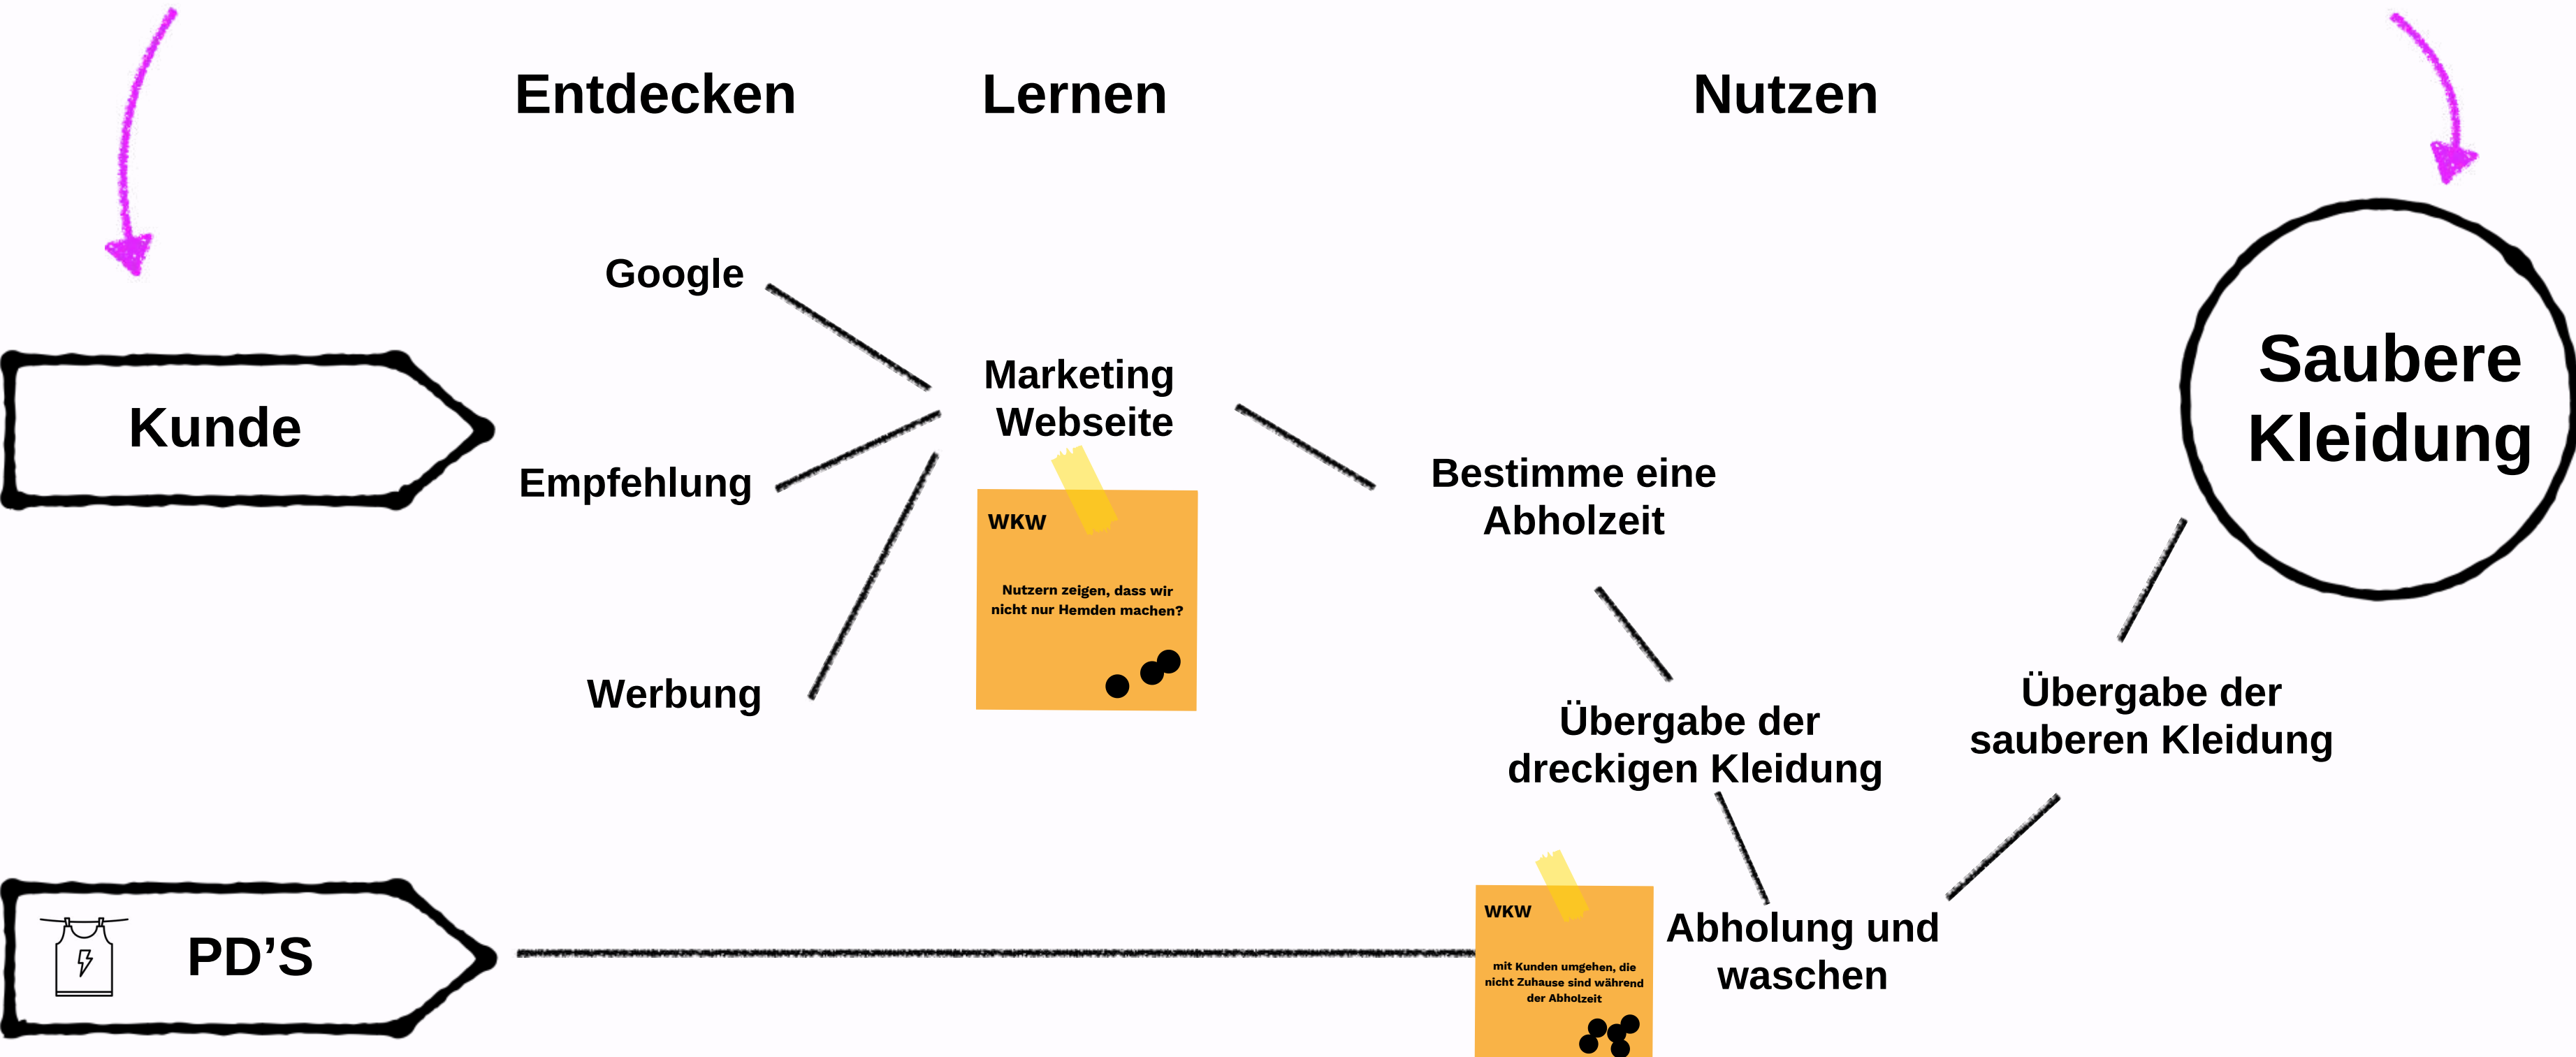 Entdecken
Lernen
Nutzen
Google
Kunde
Empfehlung
Werbung
Marketing
Webseite
WKW
Nutzern zeigen, dass wir
nicht nur Hemden machen?
Bestimme eine
Abholzeit
Übergabe der
dreckigen Kleidung
Übergabe der
sauberen Kleidung
Saubere
Kleidung
PD’S
WKW
mit Kunden umgehen, die
nicht Zuhause sind während
der Abholzeit
Abholung und
waschen